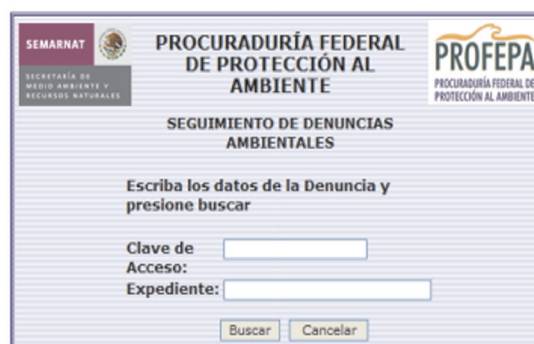 SEMARNAT
SECRETARÍA DE
MEDIO AMBIENTE Y
RECURSOS NATURALES
PROCURADURÍA FEDERAL
DE PROTECCIÓN AL
AMBIENTE
PROFEPA
PROCURADURÍA FEDERAL DE
PROTECCIÓN AL AMBIENTE
SEGUIMIENTO DE DENUNCIAS
AMBIENTALES
Escriba los datos de la Denuncia y
presione buscar
Clave de
Acceso:
Expediente:
Buscar Cancelar